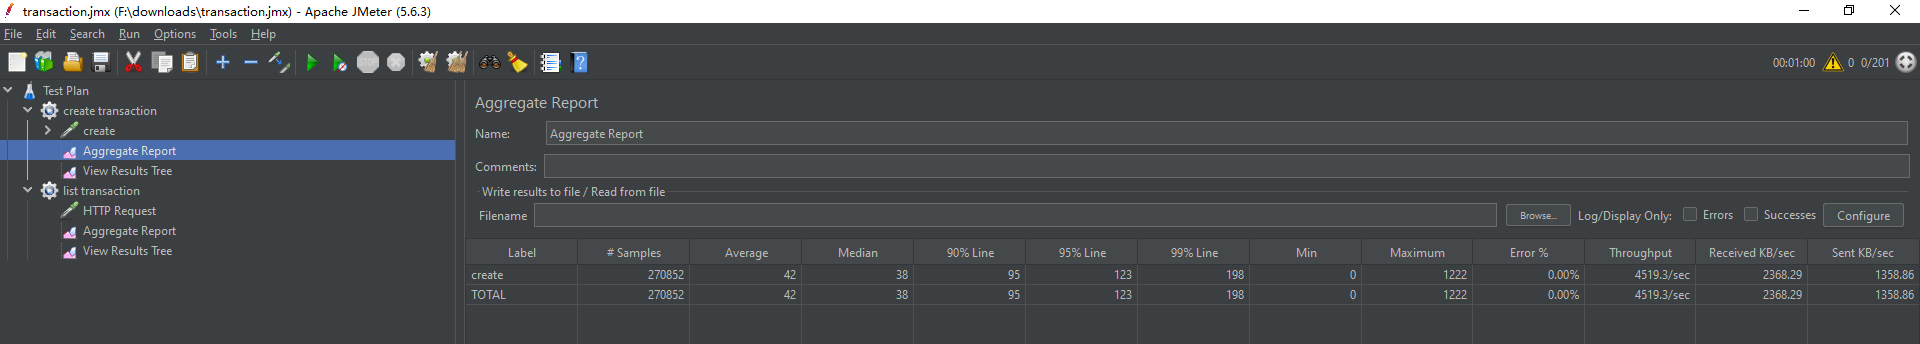 transaction.jmx (F:\downloads\transaction.jmx) - Apache JMeter (5.6.3)
File Edit Search Run Options Tools Help
STOP
00:01:00 0 0/201
Test Plan
create transaction
create
Aggregate Report
View Results Tree
list transaction
HTTP Request
Aggregate Report
View Results Tree
Aggregate Report
Name: Aggregate Report
Comments:
Write results to file / Read from file
Filename Browse... Log/Display Only: Errors Successes Configure
Label # Samples Average Median 90% Line 95% Line 99% Line Min Maximum Error % Throughput Received KB/sec Sent KB/sec
create 270852 42 38 95 123 198 0 1222 0.00% 4519.3/sec 2368.29 1358.86
TOTAL 270852 42 38 95 123 198 0 1222 0.00% 4519.3/sec 2368.29 1358.86